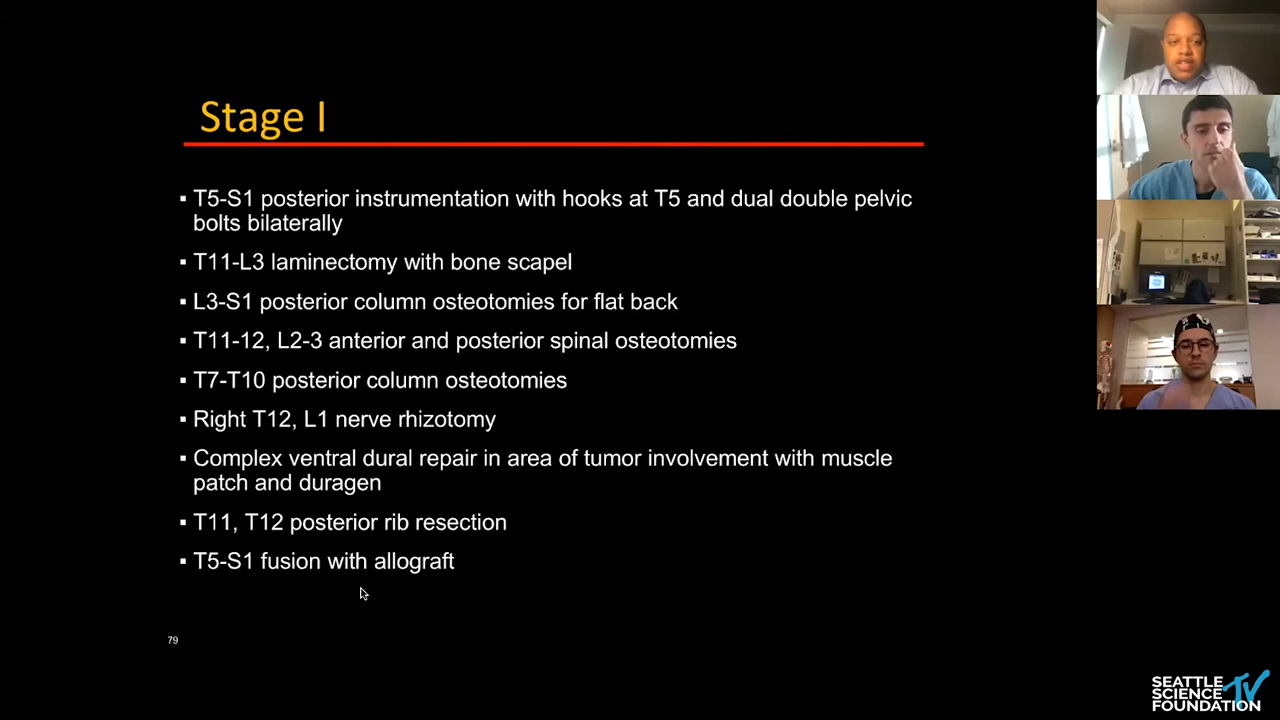 Stage I
▪ T5-S1 posterior instrumentation with hooks at T5 and dual double pelvic
bolts bilaterally
▪ T11-L3 laminectomy with bone scapel
▪ L3-S1 posterior column osteotomies for flat back
▪ T11-12, L2-3 anterior and posterior spinal osteotomies
▪ T7-T10 posterior column osteotomies
▪ Right T12, L1 nerve rhizotomy
▪ Complex ventral dural repair in area of tumor involvement with muscle
patch and duragen
▪ T11, T12 posterior rib resection
▪ T5-S1 fusion with allograft
79
SEATTLE
SCIENCE
FOUNDATION
TV